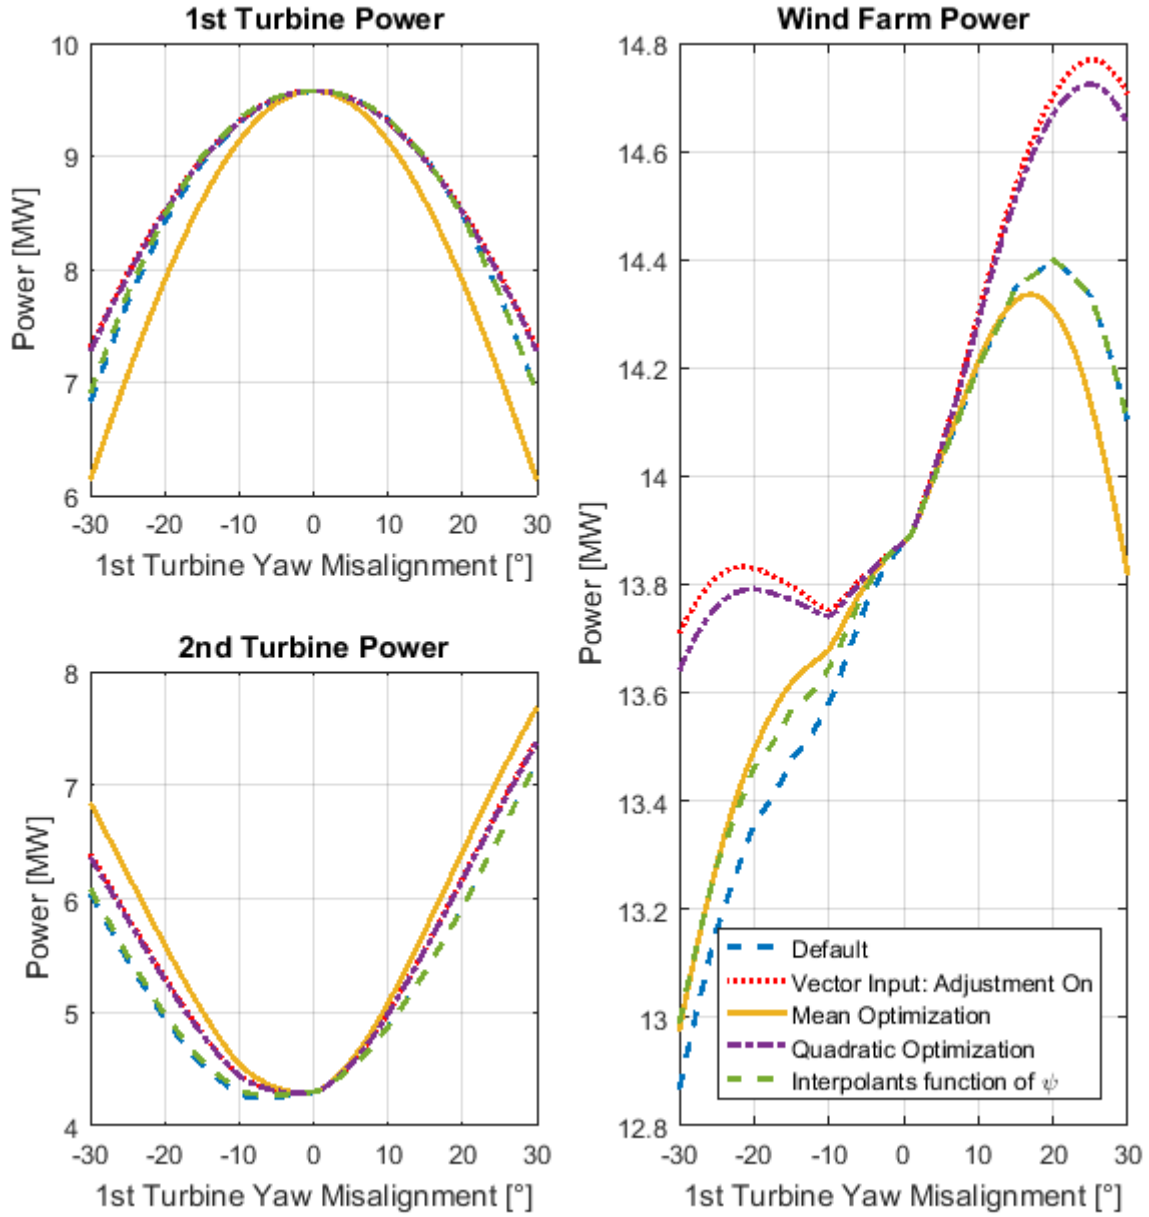 1st Turbine Power
10
9
8
7
6
Power [MW]
-30 -20 -10 0 10 20 30
1st Turbine Yaw Misalignment [°]
2nd Turbine Power
8
7
6
5
4
Power [MW]
-30 -20 -10 0 10 20 30
1st Turbine Yaw Misalignment [°]
Wind Farm Power
14.8
14.6
14.4
14.2
14
13.8
13.6
13.4
13.2
13
12.8
Power [MW]
Default
Vector Input: Adjustment On
Mean Optimization
Quadratic Optimization
Interpolants function of ψ
-30 -20 -10 0 10 20 30
1st Turbine Yaw Misalignment [°]